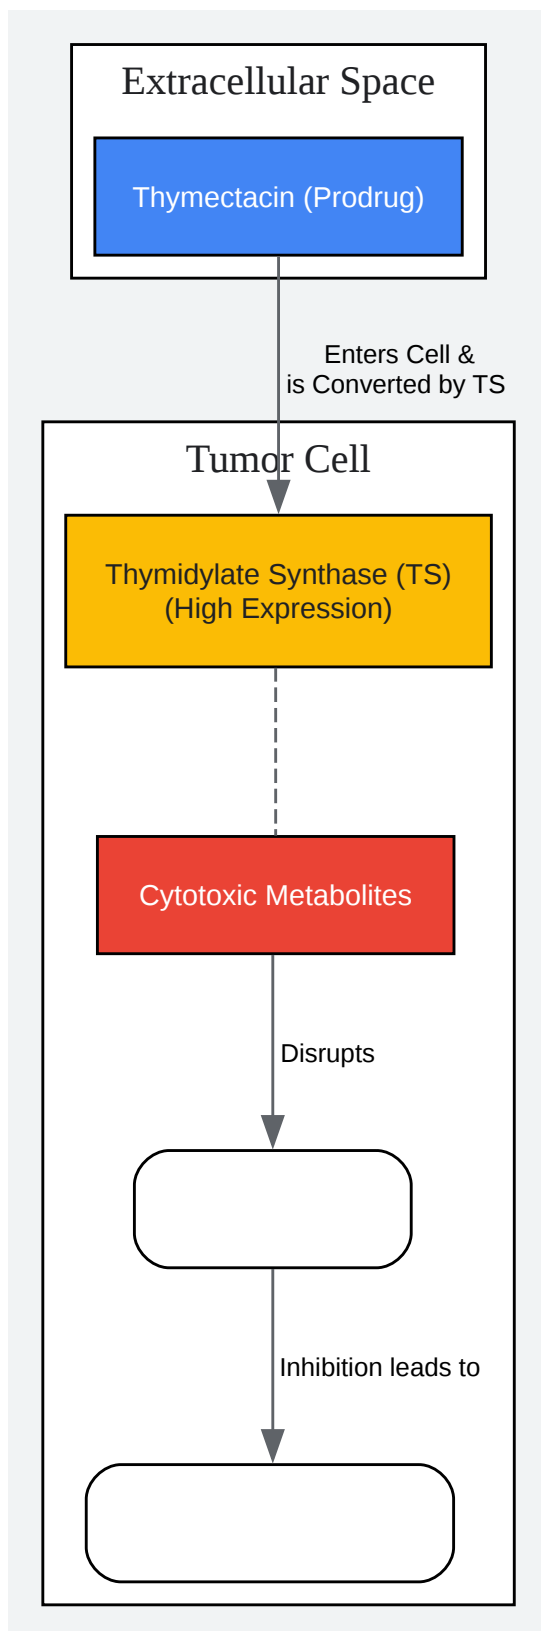 Extracellular Space
Thymectacin (Prodrug)
Enters Cell &
is Converted by TS
Tumor Cell
Thymidylate Synthase (TS)
(High Expression)
Cytotoxic Metabolites
Disrupts
Inhibition leads to